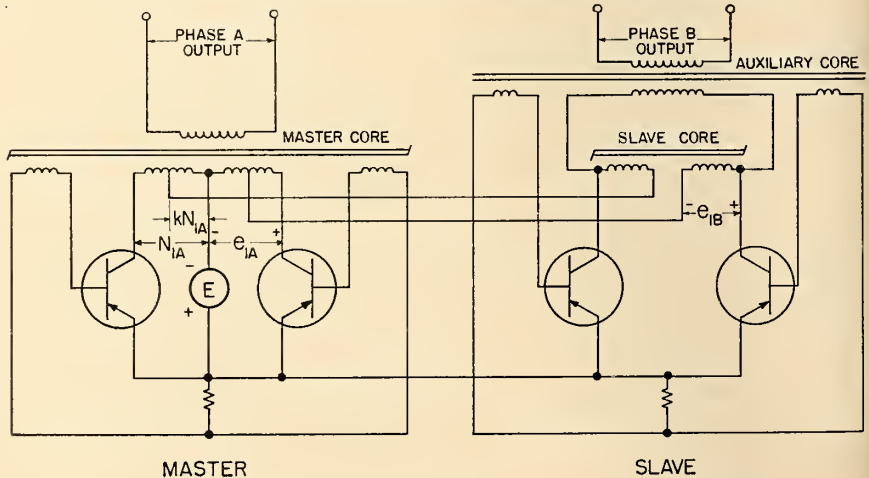 PHASE A
OUTPUT
PHASE B
OUTPUT
AUXILIARY CORE
MASTER CORE
SLAVE CORE
kN1A
N1A
- e1A +
- e1B +
-
E
+
MASTER
SLAVE